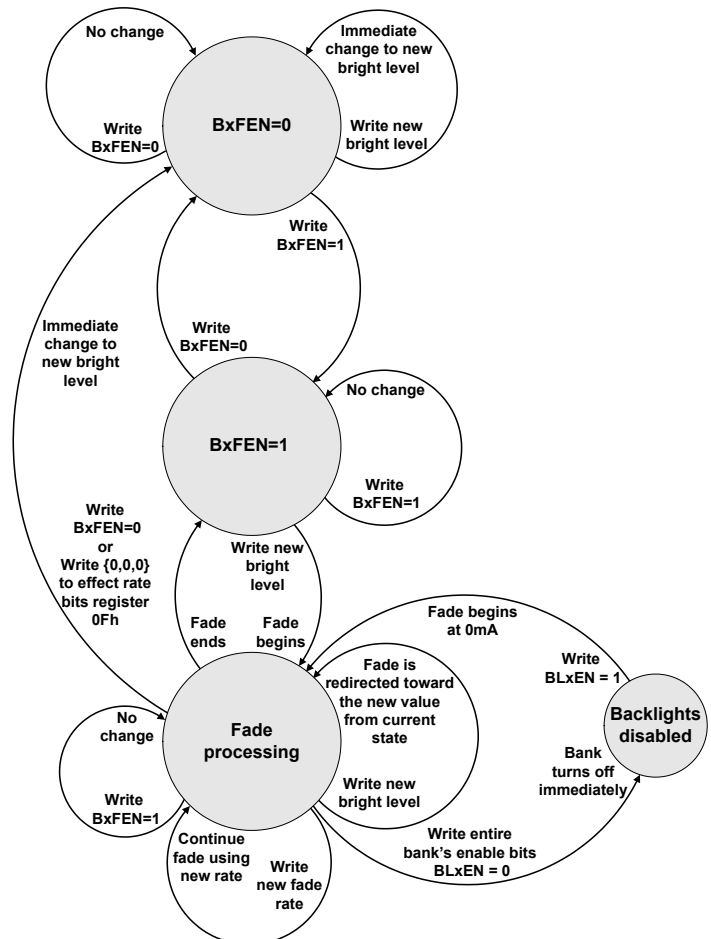 No change
Write
BxFEN=0
Immediate
change to new
bright level
Write new
bright level
BxFEN=0
Write
BxFEN=1
Write
BxFEN=0
Immediate
change to
new bright
level
No change
Write
BxFEN=1
BxFEN=1
Write
BxFEN=0
or
Write {0,0,0}
to effect rate
bits register
0Fh
Write new
bright
level
Fade
ends
Fade
begins
Fade begins
at 0mA
Write
BLxEN = 1
Fade is
redirected toward
the new value
from current
state
Write new
bright level
Backlights
disabled
Bank
turns off
immediately
No
change
Write
BxFEN=1
Fade
processing
Continue
fade using
new rate
Write
new fade
rate
Write entire
bank's enable bits
BLxEN = 0